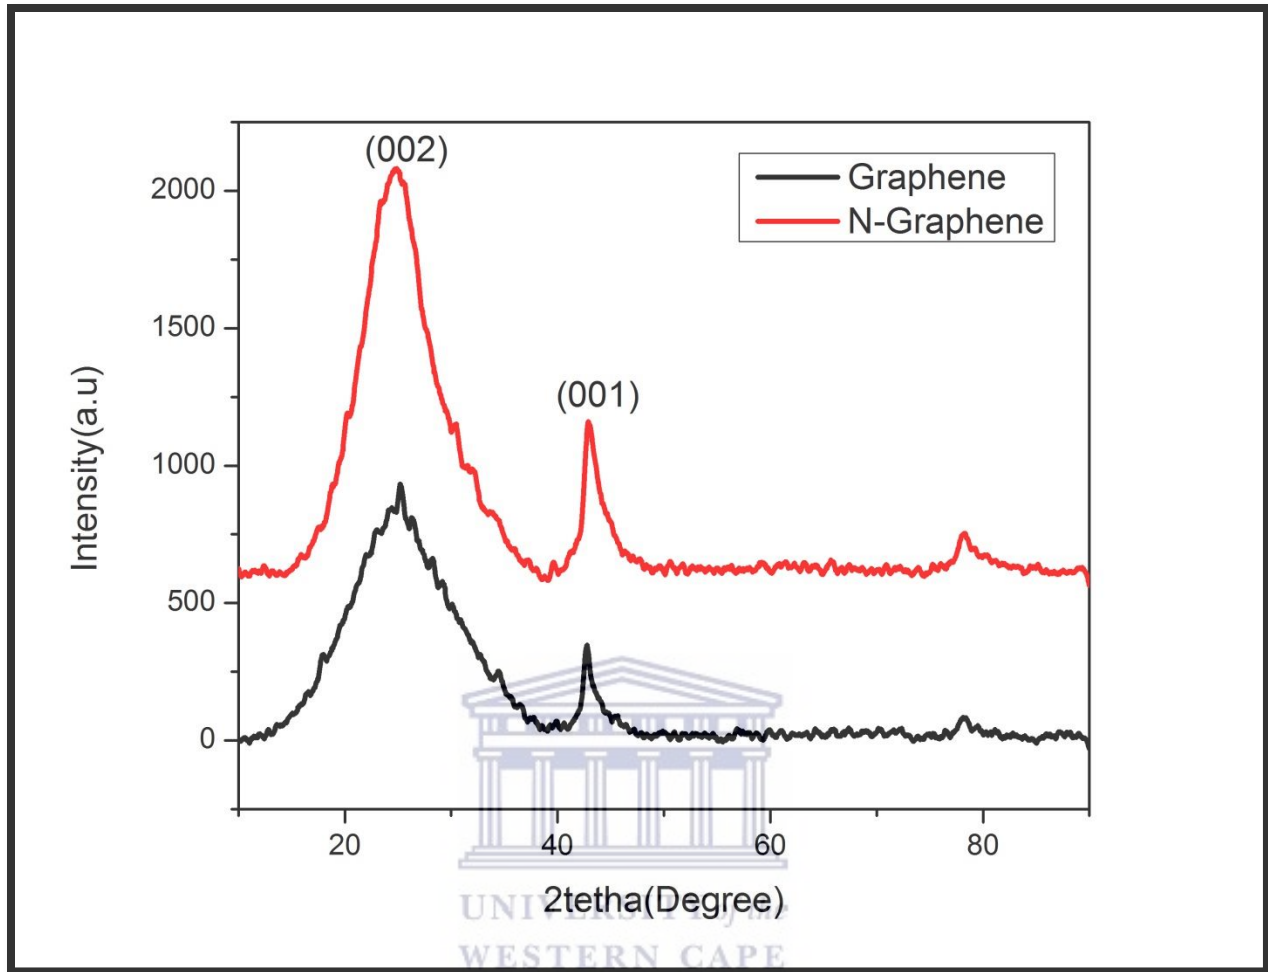 (002)
Graphene
N-Graphene
2000
1500
(001)
1000
500
0
Intensity(a.u)
20
40
60
80
2tetha(Degree)
UNIVERSITY of the
WESTERN CAPE